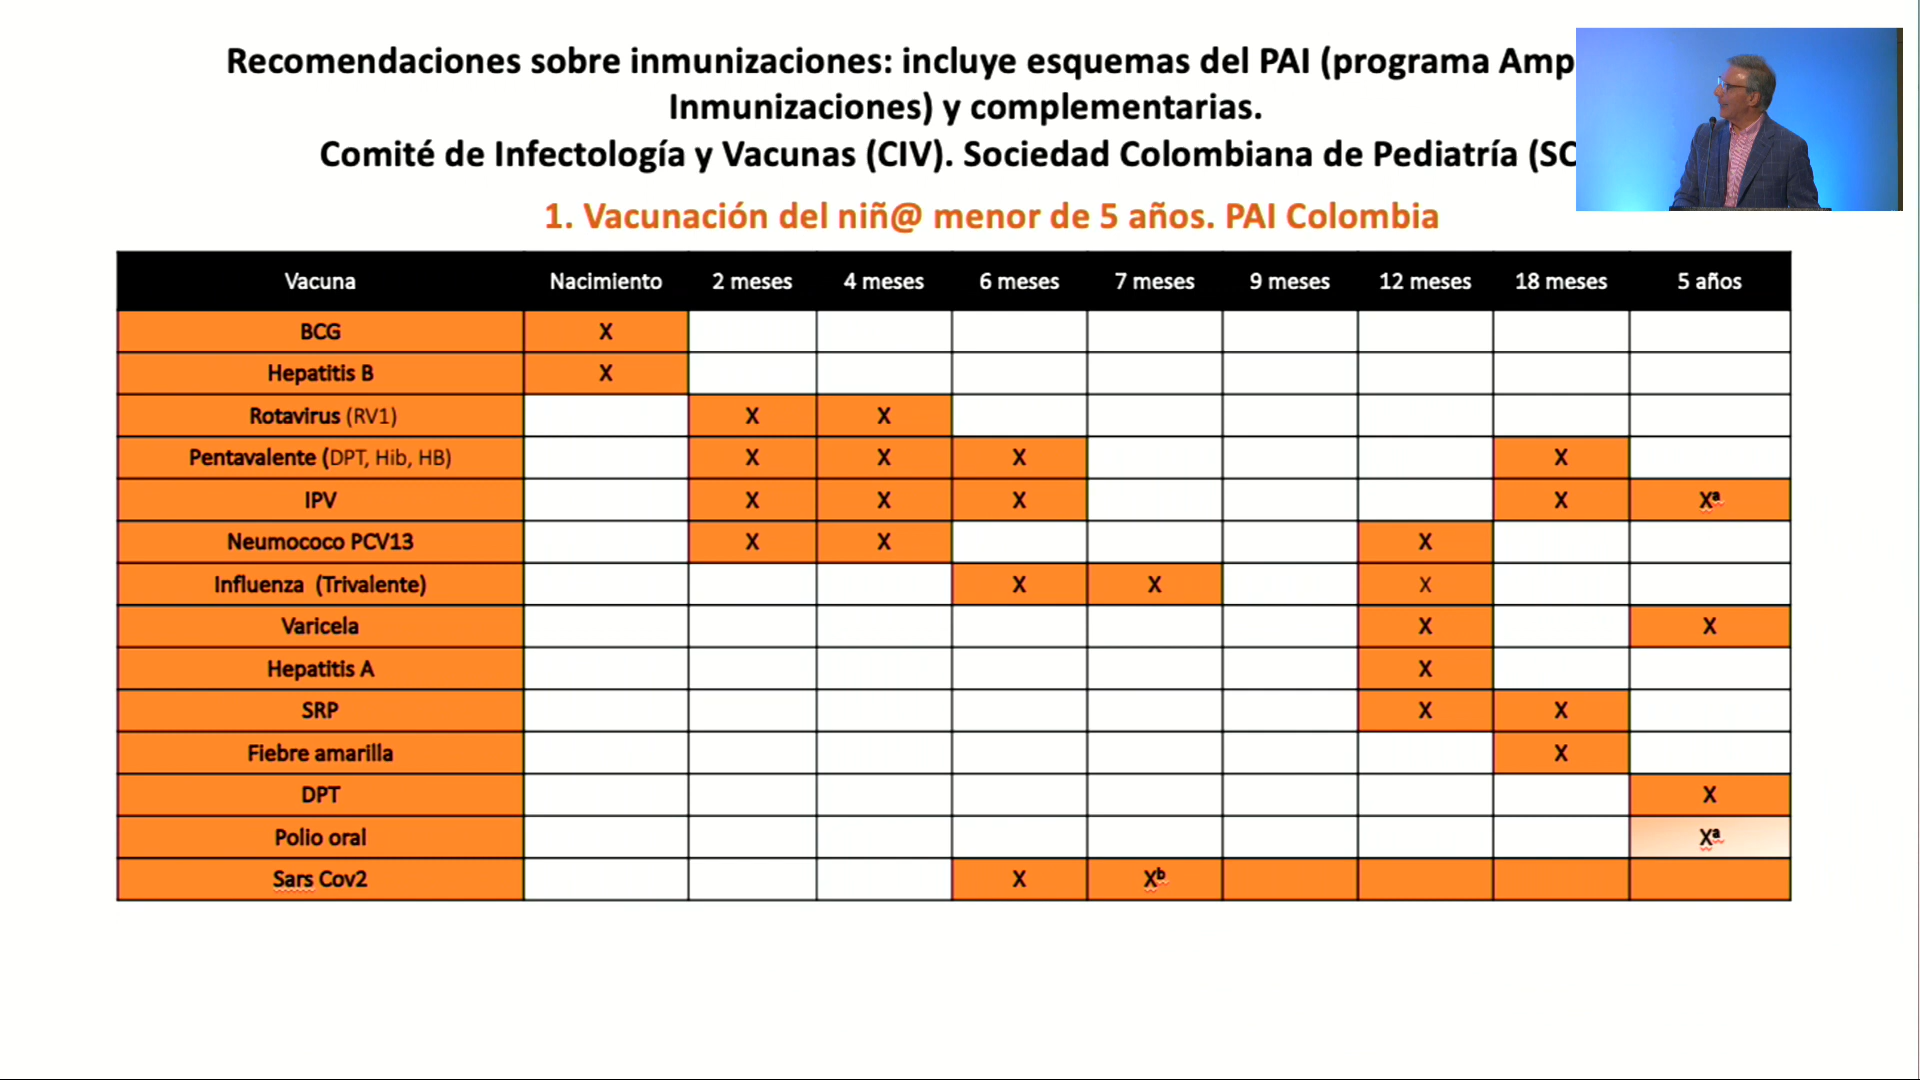 Recomendaciones sobre inmunizaciones: incluye esquemas del PAI (programa Amp
Inmunizaciones) y complementarias.
Comité de Infectología y Vacunas (CIV). Sociedad Colombiana de Pediatría (SC
1. Vacunación del niñ@ menor de 5 años. PAI Colombia
Vacuna Nacimiento 2 meses 4 meses 6 meses 7 meses 9 meses 12 meses 18 meses 5 años
BCG X
Hepatitis B X
Rotavirus (RV1) X X
Pentavalente (DPT, Hib, HB) X X X X
IPV X X X X Xª
Neumococo PCV13 X X X
Influenza (Trivalente) X X X
Varicela X X
Hepatitis A X
SRP X X
Fiebre amarilla X
DPT X
Polio oral Xª
Sars Cov2 X Xᵇ